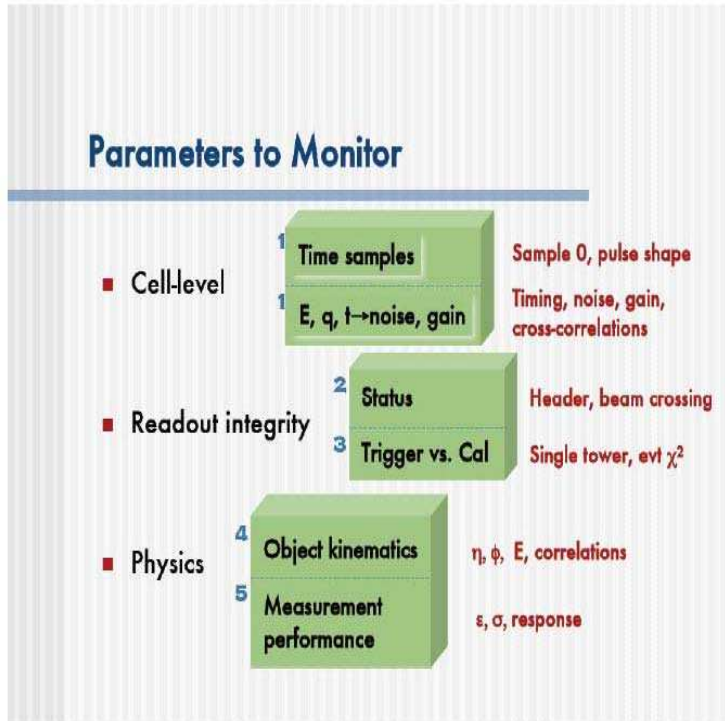 Parameters to Monitor
■ Cell-level
1 Time samples
Sample 0, pulse shape
1 E, q, t→noise, gain
Timing, noise, gain,
cross-correlations
■ Readout integrity
2 Status
Header, beam crossing
3 Trigger vs. Cal
Single tower, evt χ²
■ Physics
4 Object kinematics
η, φ, E, correlations
5 Measurement
performance
ε, σ, response